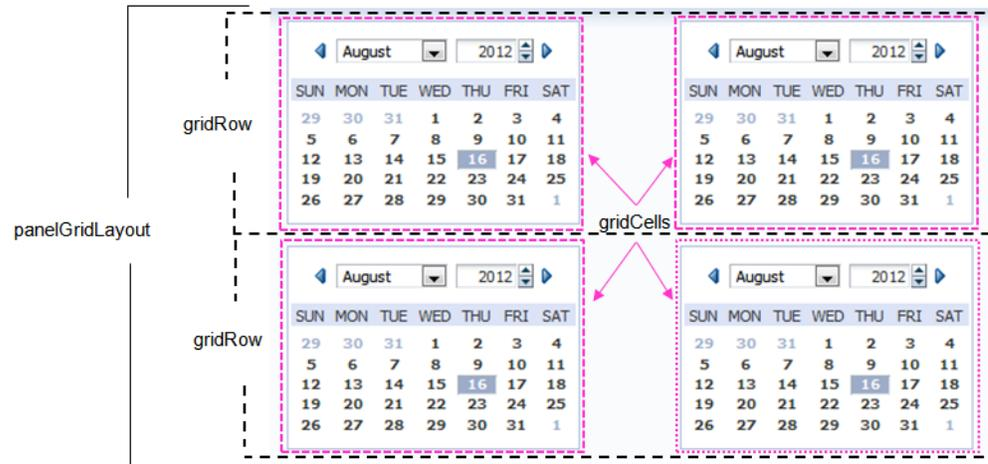 August 2012 August 2012
SUN MON TUE WED THU FRI SAT SUN MON TUE WED THU FRI SAT
29 30 31 1 2 3 4 29 30 31 1 2 3 4
gridRow
5 6 7 8 9 10 11 5 6 7 8 9 10 11
12 13 14 15 16 17 18 12 13 14 15 16 17 18
19 20 21 22 23 24 25 19 20 21 22 23 24 25
26 27 28 29 30 31 1 26 27 28 29 30 31 1
panelGridLayout
gridCells
August 2012 August 2012
SUN MON TUE WED THU FRI SAT SUN MON TUE WED THU FRI SAT
gridRow
29 30 31 1 2 3 4 29 30 31 1 2 3 4
5 6 7 8 9 10 11 5 6 7 8 9 10 11
12 13 14 15 16 17 18 12 13 14 15 16 17 18
19 20 21 22 23 24 25 19 20 21 22 23 24 25
26 27 28 29 30 31 1 26 27 28 29 30 31 1